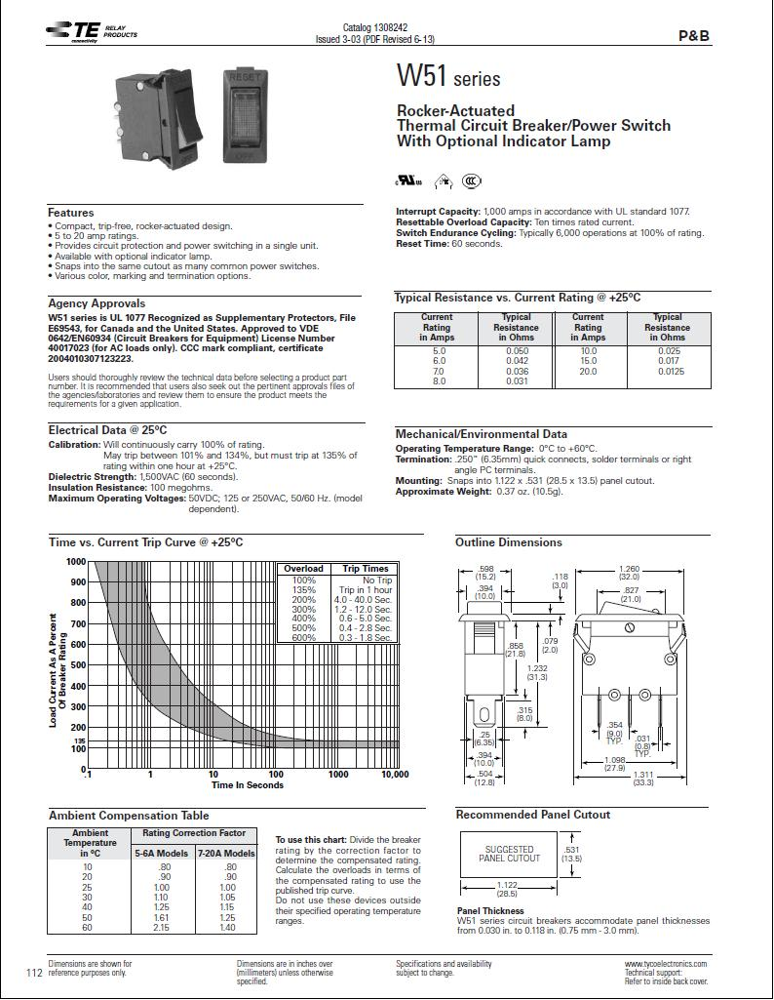 TE
connectivity
RELAY
PRODUCTS
Catalog 1308242
Issued 3-03 (PDF Revised 6-13)
P&B
RESET
OFF
OFF
W51 series
Rocker-Actuated
Thermal Circuit Breaker/Power Switch
With Optional Indicator Lamp
Features
• Compact, trip-free, rocker-actuated design.
• 5 to 20 amp ratings.
• Provides circuit protection and power switching in a single unit.
• Available with optional indicator lamp.
• Snaps into the same cutout as many common power switches.
• Various color, marking and termination options.
Interrupt Capacity: 1,000 amps in accordance with UL standard 1077.
Resettable Overload Capacity: Ten times rated current.
Switch Endurance Cycling: Typically 6,000 operations at 100% of rating.
Reset Time: 60 seconds.
Agency Approvals
W51 series is UL 1077 Recognized as Supplementary Protectors, File
E69543, for Canada and the United States. Approved to VDE
0642/EN60934 (Circuit Breakers for Equipment) License Number
40017023 (for AC loads only). CCC mark compliant, certificate
2004010307123223.
Users should thoroughly review the technical data before selecting a product part
number. It is recommended that users also seek out the pertinent approvals files of
the agencies/laboratories and review them to ensure the product meets the
requirements for a given application.
Typical Resistance vs. Current Rating @ +25ºC
Current Typical Current Typical
Rating Resistance Rating Resistance
in Amps in Ohms in Amps in Ohms
5.0 0.050 10.0 0.025
6.0 0.042 15.0 0.017
7.0 0.036 20.0 0.0125
8.0 0.031
Electrical Data @ 25ºC
Calibration: Will continuously carry 100% of rating.
May trip between 101% and 134%, but must trip at 135% of
rating within one hour at +25ºC.
Dielectric Strength: 1,500VAC (60 seconds).
Insulation Resistance: 100 megohms.
Maximum Operating Voltages: 50VDC; 125 or 250VAC, 50/60 Hz. (model
dependent).
Mechanical/Environmental Data
Operating Temperature Range: 0ºC to +60ºC.
Termination: .250" (6.35mm) quick connects, solder terminals or right
angle PC terminals.
Mounting: Snaps into 1.122 x .531 (28.5 x 13.5) panel cutout.
Approximate Weight: 0.37 oz. (10.5g).
Time vs. Current Trip Curve @ +25ºC
Load Current As A Percent
Of Breaker Rating
1000
900
800
700
600
500
400
300
200
135
100
0
.1 1 10 100 1000 10,000
Time In Seconds
Overload Trip Times
100% No Trip
135% Trip in 1 hour
200% 4.0 - 40.0 Sec.
300% 1.2 - 12.0 Sec.
400% 0.6 - 5.0 Sec.
500% 0.4 - 2.8 Sec.
600% 0.3 - 1.8 Sec.
Outline Dimensions
.598
(15.2)
.394
(10.0)
.118
(3.0)
1.260
(32.0)
.827
(21.0)
.858
(21.8)
.079
(2.0)
1.232
(31.3)
.315
(8.0)
.25
(6.35)
.394
(10.0)
.504
(12.8)
.354
(9.0)
TYP.
.031
(0.8)
TYP.
1.098
(27.9)
1.311
(33.3)
Ambient Compensation Table
Ambient Rating Correction Factor
Temperature
in ºC 5-6A Models 7-20A Models
10 .80 .80
20 .90 .90
25 1.00 1.00
30 1.10 1.05
40 1.25 1.15
50 1.61 1.25
60 2.15 1.40
To use this chart: Divide the breaker
rating by the correction factor to
determine the compensated rating.
Calculate the overloads in terms of
the compensated rating to use the
published trip curve.
Do not use these devices outside
their specified operating temperature
ranges.
Recommended Panel Cutout
SUGGESTED
PANEL CUTOUT
.531
(13.5)
1.122
(28.5)
Panel Thickness
W51 series circuit breakers accommodate panel thicknesses
from 0.030 in. to 0.118 in. (0.75 mm - 3.0 mm).
112
Dimensions are shown for
reference purposes only.
Dimensions are in inches over
(millimeters) unless otherwise
specified.
Specifications and availability
subject to change.
www.tycoelectronics.com
Technical support:
Refer to inside back cover.